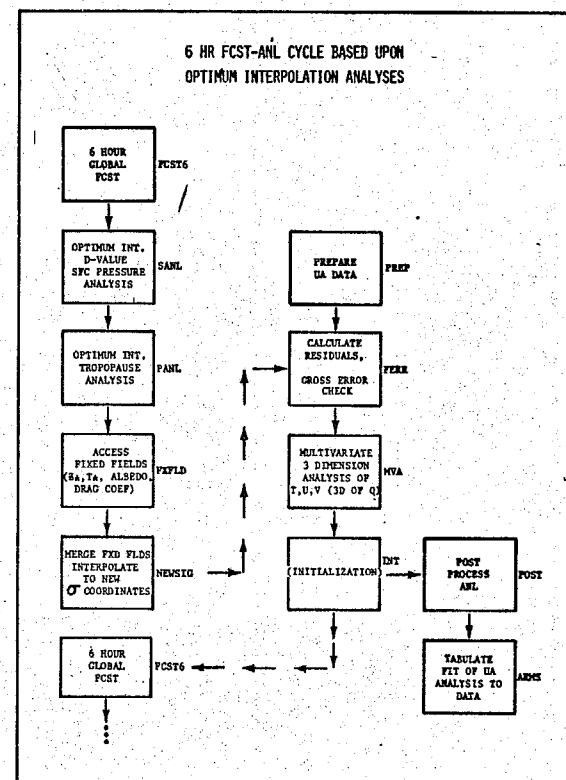 6 HR FCST-ANL CYCLE BASED UPON
OPTIMUM INTERPOLATION ANALYSES
6 HOUR
GLOBAL
FCST
FCST6
OPTIMUM INT.
D-VALUE
SFC PRESSURE
ANALYSIS
SANL
OPTIMUM INT.
TROPOPAUSE
ANALYSIS
PANL
ACCESS
FIXED FIELDS
(Z*,T*, ALBEDO,
DRAG COEF)
FXFLD
MERGE FXD FLDS
INTERPOLATE
TO NEW
σ COORDINATES
NEWSIG
6 HOUR
GLOBAL
FCST
FCST6
PREPARE
UA DATA
PREP
CALCULATE
RESIDUALS,
GROSS ERROR
CHECK
FERR
MULTIVARIATE
3 DIMENSION
ANALYSIS OF
T,U,V (3D OF Q)
MVA
(INITIALIZATION)
INT
POST
PROCESS
ANL
POST
TABULATE
FIT OF UA
ANALYSIS TO
DATA